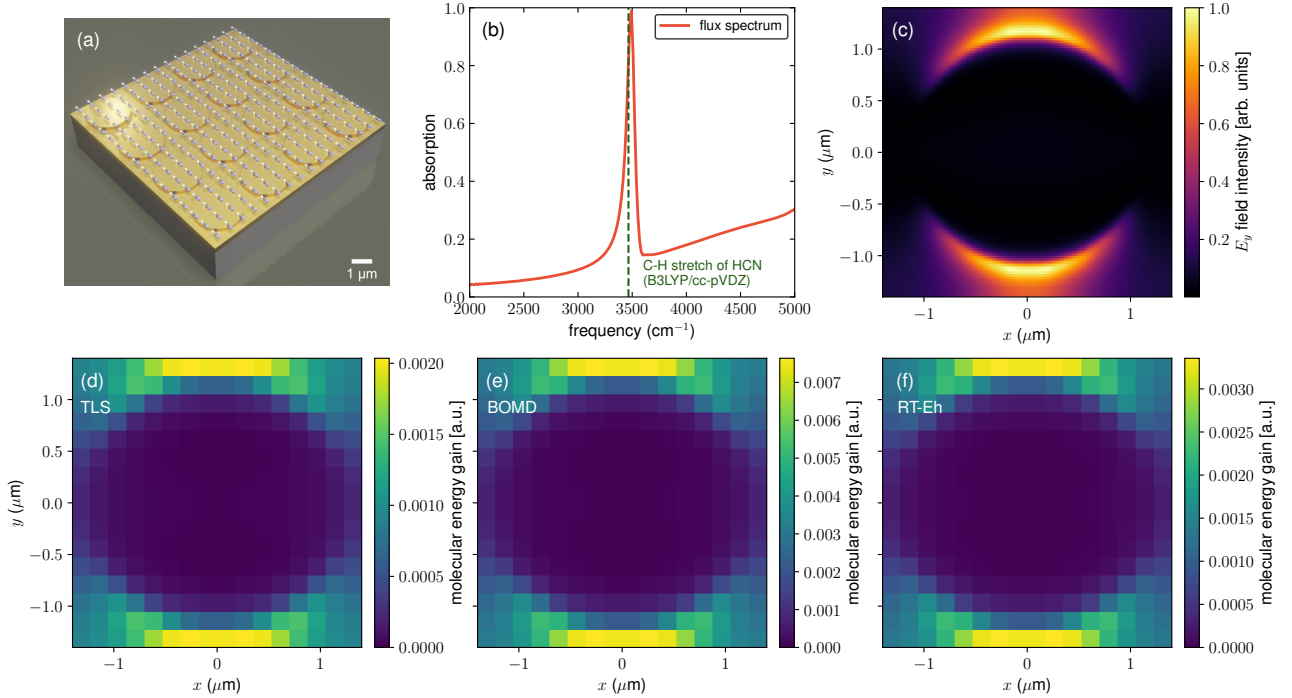 (a)
1 μm
(b)
flux spectrum
absorption
1.0
0.8
0.6
0.4
0.2
0.0
C-H stretch of HCN
(B3LYP/cc-pVDZ)
2000 2500 3000 3500 4000 4500 5000
frequency (cm⁻¹)
(c)
y (μm)
1.0
0.5
0.0
−0.5
−1.0
−1 0 1
x (μm)
1.0
0.8
0.6
0.4
0.2
E_y field intensity [arb. units]
(d)
TLS
y (μm)
1.0
0.5
0.0
−0.5
−1.0
−1 0 1
x (μm)
0.0020
0.0015
0.0010
0.0005
0.0000
molecular energy gain [a.u.]
(e)
BOMD
−1 0 1
x (μm)
0.007
0.006
0.005
0.004
0.003
0.002
0.001
0.000
molecular energy gain [a.u.]
(f)
RT-Eh
−1 0 1
x (μm)
0.0030
0.0025
0.0020
0.0015
0.0010
0.0005
0.0000
molecular energy gain [a.u.]